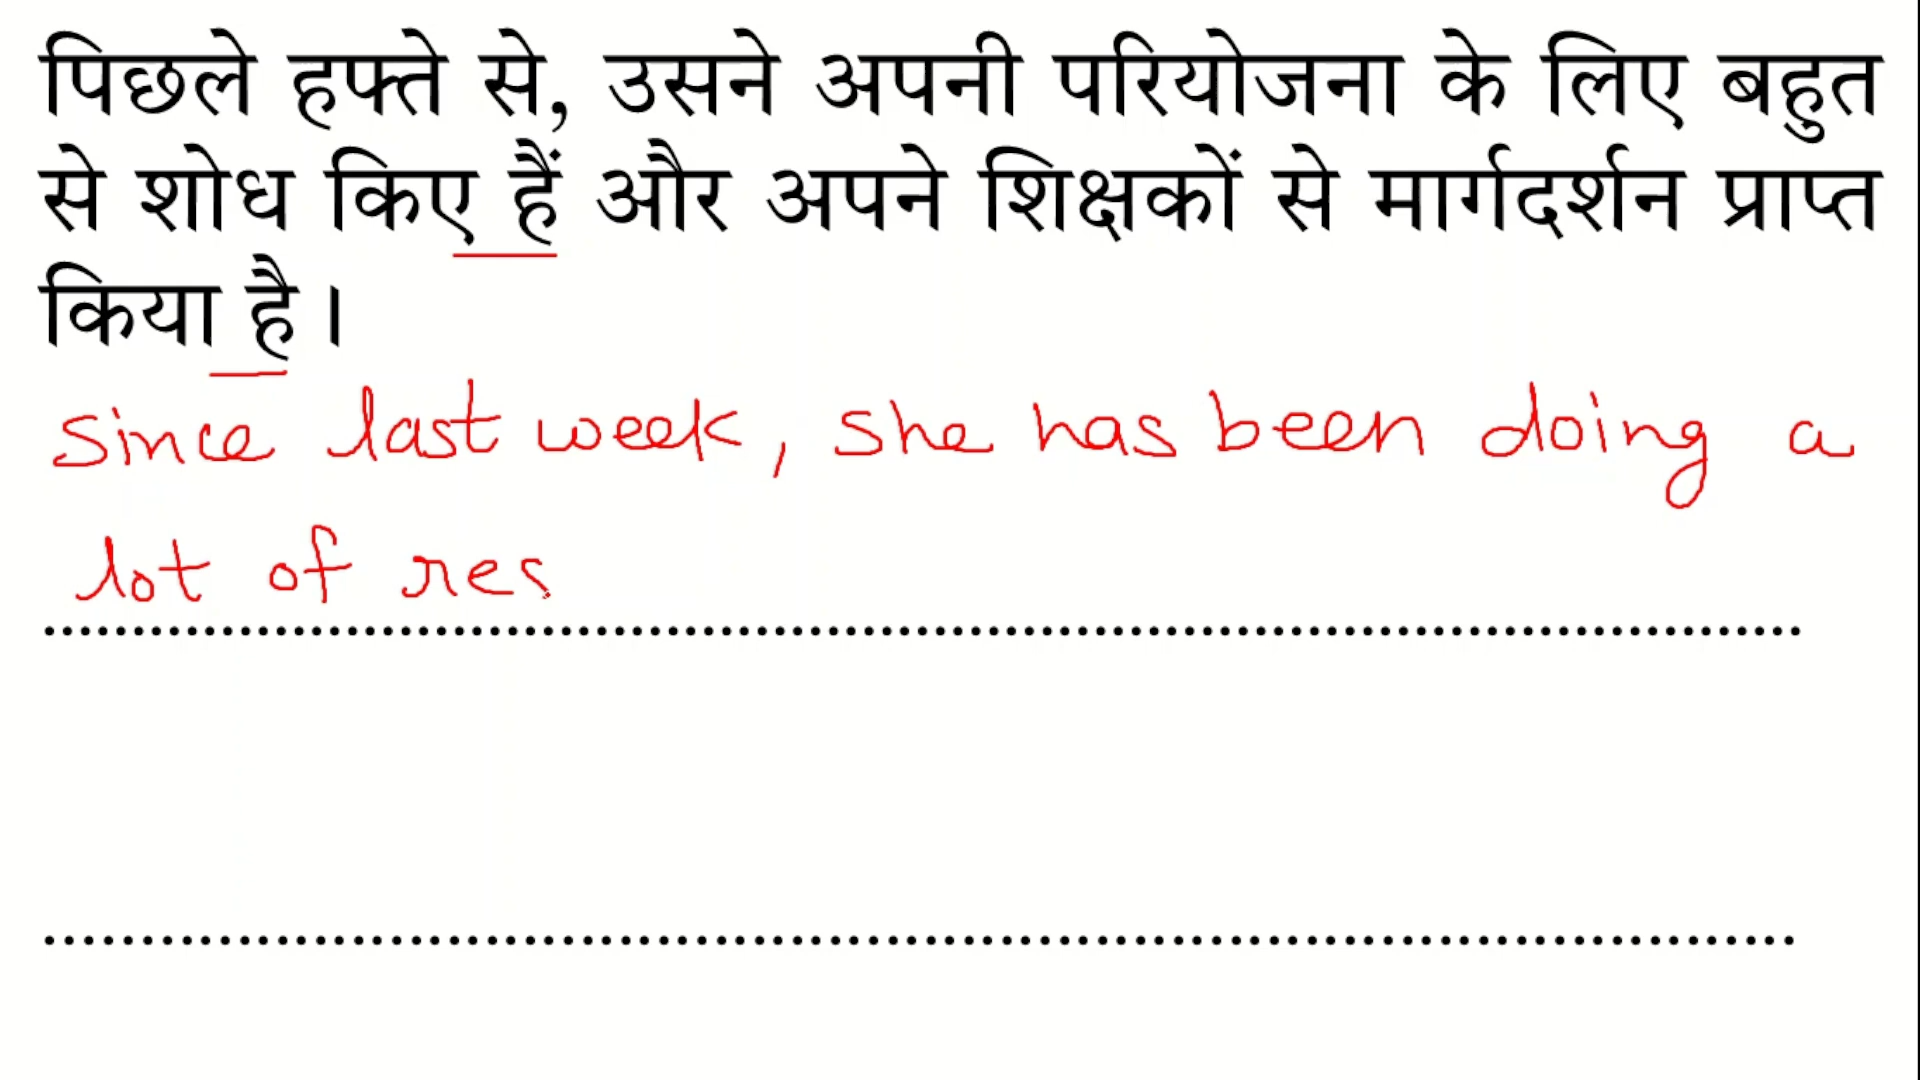 पिछले हफ्ते से, उसने अपनी परियोजना के लिए बहुत
से शोध किए हैं और अपने शिक्षकों से मार्गदर्शन प्राप्त
किया है।
since last week, she has been doing a
lot of res